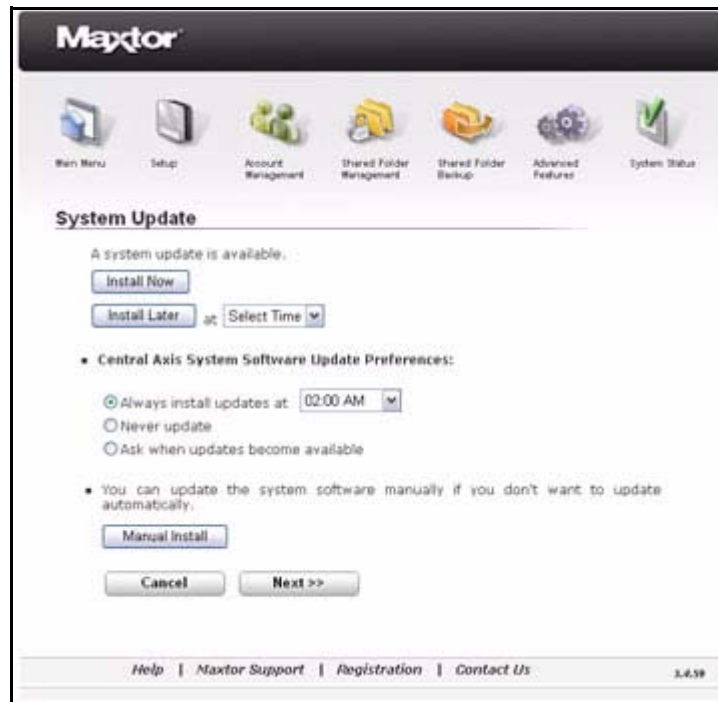 Maxtor
Main Menu
Setup
Account Management
Shared Folder Management
Shared Folder Backup
Advanced Features
System Status
System Update
A system update is available.
Install Now
Install Later at Select Time
• Central Axis System Software Update Preferences:
Always install updates at 02:00 AM
Never update
Ask when updates become available
• You can update the system software manually if you don't want to update
automatically.
Manual Install
Cancel Next >>
Help | Maxtor Support | Registration | Contact Us